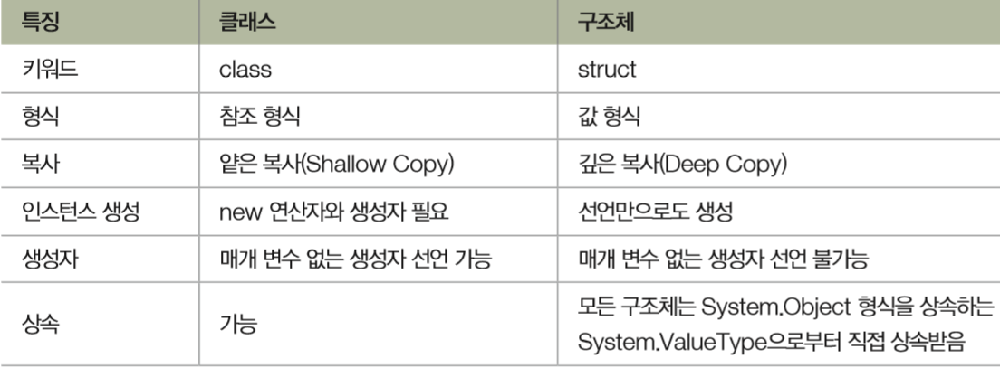 특징 클래스 구조체
키워드 class struct
형식 참조 형식 값 형식
복사 얕은 복사(Shallow Copy) 깊은 복사(Deep Copy)
인스턴스 생성 new 연산자와 생성자 필요 선언만으로도 생성
생성자 매개 변수 없는 생성자 선언 가능 매개 변수 없는 생성자 선언 불가능
상속 가능 모든 구조체는 System.Object 형식을 상속하는
System.ValueType으로부터 직접 상속받음